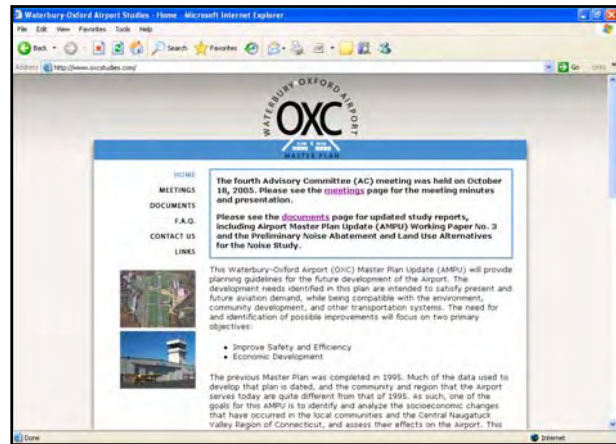 Waterbury-Oxford Airport Studies - Home - Microsoft Internet Explorer
File Edit View Favorites Tools Help
Back Search Favorites
Address http://www.oxcstudies.com/ Go Links
WATERBURY-OXFORD AIRPORT
OXC
MASTER PLAN
HOME
MEETINGS
DOCUMENTS
F.A.Q.
CONTACT US
LINKS
The fourth Advisory Committee (AC) meeting was held on October
18, 2005. Please see the meetings page for the meeting minutes
and presentation.
Please see the documents page for updated study reports,
including Airport Master Plan Update (AMPU) Working Paper No. 3
and the Preliminary Noise Abatement and Land Use Alternatives
for the Noise Study.
This Waterbury-Oxford Airport (OXC) Master Plan Update (AMPU) will provide
planning guidelines for the future development of the Airport. The
development needs identified in this plan are intended to satisfy present and
future aviation demand, while being compatible with the environment,
community development, and other transportation systems. The need for
and identification of possible improvements will focus on two primary
objectives:
• Improve Safety and Efficiency
• Economic Development
The previous Master Plan was completed in 1995. Much of the data used to
develop that plan is dated, and the community and region that the Airport
serves today are quite different from that of 1995. As such, one of the
goals for this AMPU is to identify and analyze the socioeconomic changes
that have occurred in the local communities and the Central Naugatuck
Valley Region of Connecticut, and assess their effects on the Airport. This
Done Internet